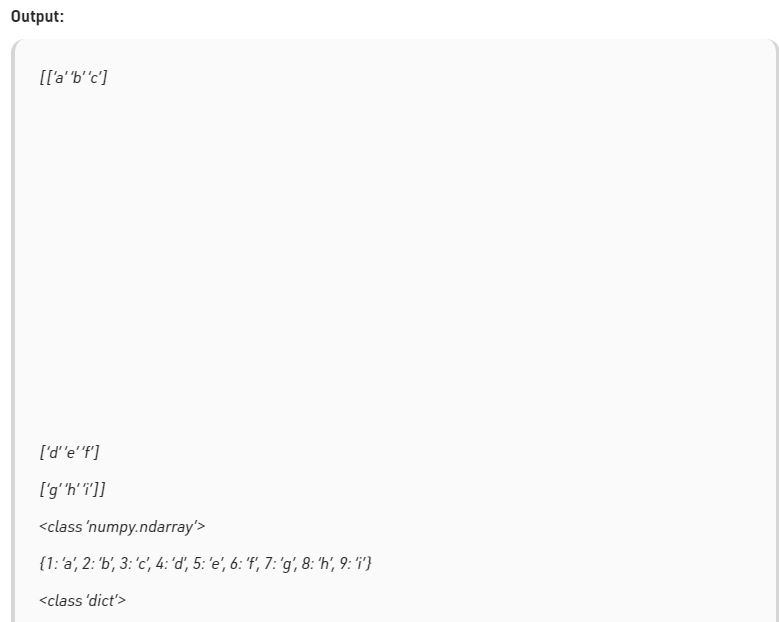 Output:
[[‘a’ ‘b’ ‘c’]
[‘d’ ‘e’ ‘f’]
[‘g’ ‘h’ ‘i’]]
<class ‘numpy.ndarray’>
{1: ‘a’, 2: ‘b’, 3: ‘c’, 4: ‘d’, 5: ‘e’, 6: ‘f’, 7: ‘g’, 8: ‘h’, 9: ‘i’}
<class ‘dict’>